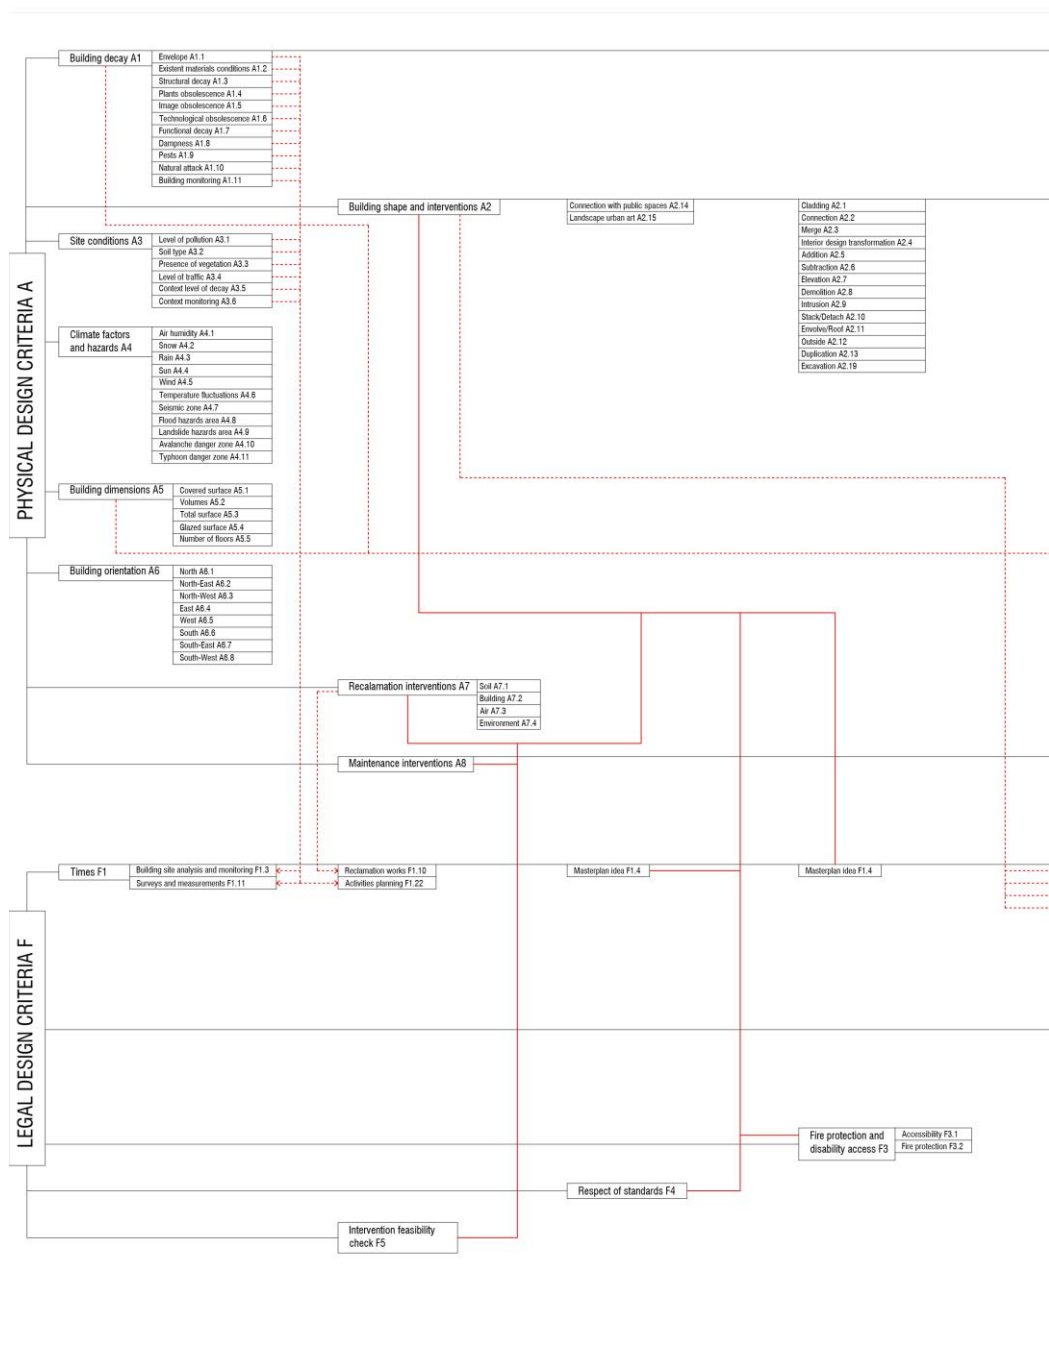 PHYSICAL DESIGN CRITERIA A
Building decay A1
Envelope A1.1
Existent materials conditions A1.2
Structural decay A1.3
Plants obsolescence A1.4
Image obsolescence A1.5
Technological obsolescence A1.6
Functional decay A1.7
Dampness A1.8
Pests A1.9
Natural attack A1.10
Building monitoring A1.11
Building shape and interventions A2
Connection with public spaces A2.14
Landscape urban art A2.15
Cladding A2.1
Connection A2.2
Merge A2.3
Interior design transformation A2.4
Addition A2.5
Subtraction A2.6
Elevation A2.7
Demolition A2.8
Intrusion A2.9
Stack/Detach A2.10
Envolve/Roof A2.11
Outside A2.12
Duplication A2.13
Excavation A2.19
Site conditions A3
Level of pollution A3.1
Soil type A3.2
Presence of vegetation A3.3
Level of traffic A3.4
Context level of decay A3.5
Context monitoring A3.6
Climate factors
and hazards A4
Air humidity A4.1
Snow A4.2
Rain A4.3
Sun A4.4
Wind A4.5
Temperature fluctuations A4.6
Seismic zone A4.7
Flood hazards area A4.8
Landslide hazards area A4.9
Avalanche danger zone A4.10
Typhoon danger zone A4.11
Building dimensions A5
Covered surface A5.1
Volumes A5.2
Total surface A5.3
Glazed surface A5.4
Number of floors A5.5
Building orientation A6
North A6.1
North-East A6.2
North-West A6.3
East A6.4
West A6.5
South A6.6
South-East A6.7
South-West A6.8
Recalamation interventions A7
Soil A7.1
Building A7.2
Air A7.3
Environment A7.4
Maintenance interventions A8
LEGAL DESIGN CRITERIA F
Times F1
Building site analysis and monitoring F1.3
Surveys and measurements F1.11
Reclamation works F1.10
Activities planning F1.22
Masterplan idea F1.4
Masterplan idea F1.4
Fire protection and
disability access F3
Accessibility F3.1
Fire protection F3.2
Respect of standards F4
Intervention feasibility
check F5